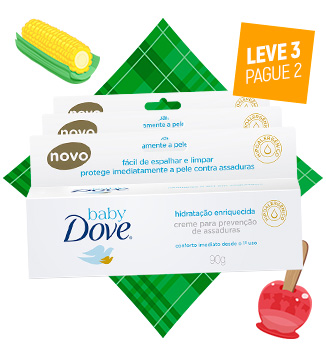 LEVE 3
PAGUE 2
amente a pele
novo
fácil de espalhar e limpar
protege imediatamente a pele contra assaduras
baby
Dove
hidratação enriquecida
creme para prevenção
de assaduras
conforto imediato desde o 1º uso
90g